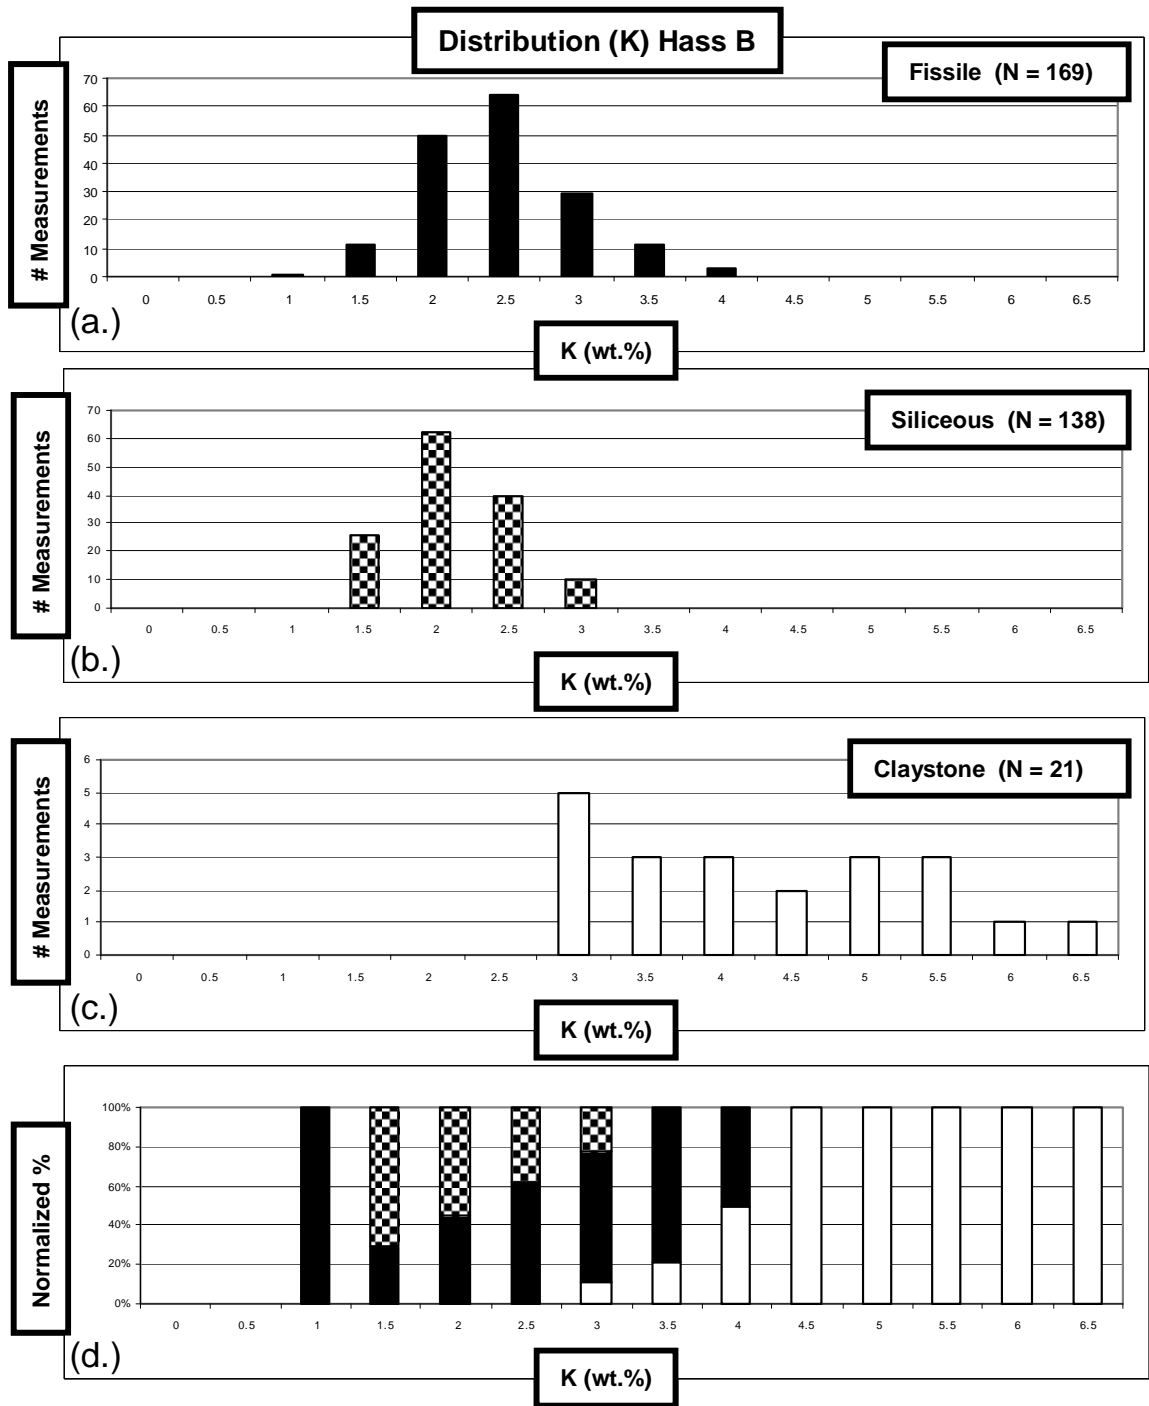 Distribution (K) Hass B
Fissile (N = 169)
# Measurements
70
60
50
40
30
20
10
0
0 0.5 1 1.5 2 2.5 3 3.5 4 4.5 5 5.5 6 6.5
(a.)
K (wt.%)
Siliceous (N = 138)
# Measurements
70
60
50
40
30
20
10
0
0 0.5 1 1.5 2 2.5 3 3.5 4 4.5 5 5.5 6 6.5
(b.)
K (wt.%)
Claystone (N = 21)
# Measurements
6
5
4
3
2
1
0
0 0.5 1 1.5 2 2.5 3 3.5 4 4.5 5 5.5 6 6.5
(c.)
K (wt.%)
Normalized %
100%
80%
60%
40%
20%
0%
0 0.5 1 1.5 2 2.5 3 3.5 4 4.5 5 5.5 6 6.5
(d.)
K (wt.%)